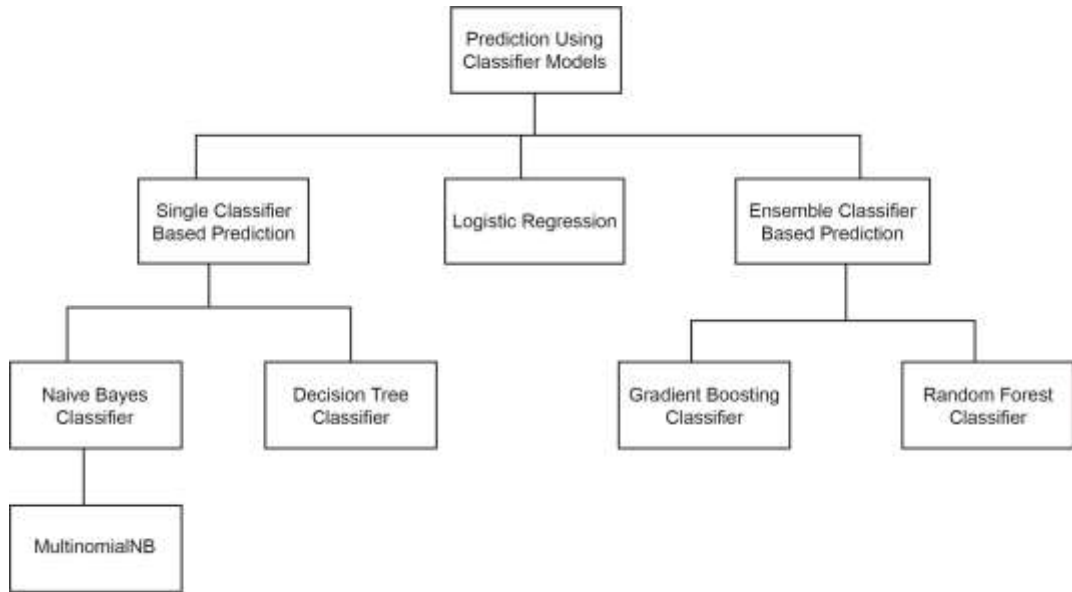 Prediction Using
Classifier Models
Single Classifier
Based Prediction
Logistic Regression
Ensemble Classifier
Based Prediction
Naive Bayes
Classifier
Decision Tree
Classifier
Gradient Boosting
Classifier
Random Forest
Classifier
MultinomialNB